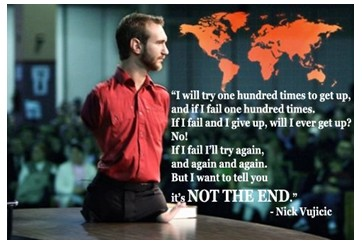 “I will try one hundred times to get up,
and if I fail one hundred times.
If I fail and I give up, will I ever get up?
No!
If I fail I'll try again,
and again and again.
But I want to tell you
it's NOT THE END.”
- Nick Vujicic